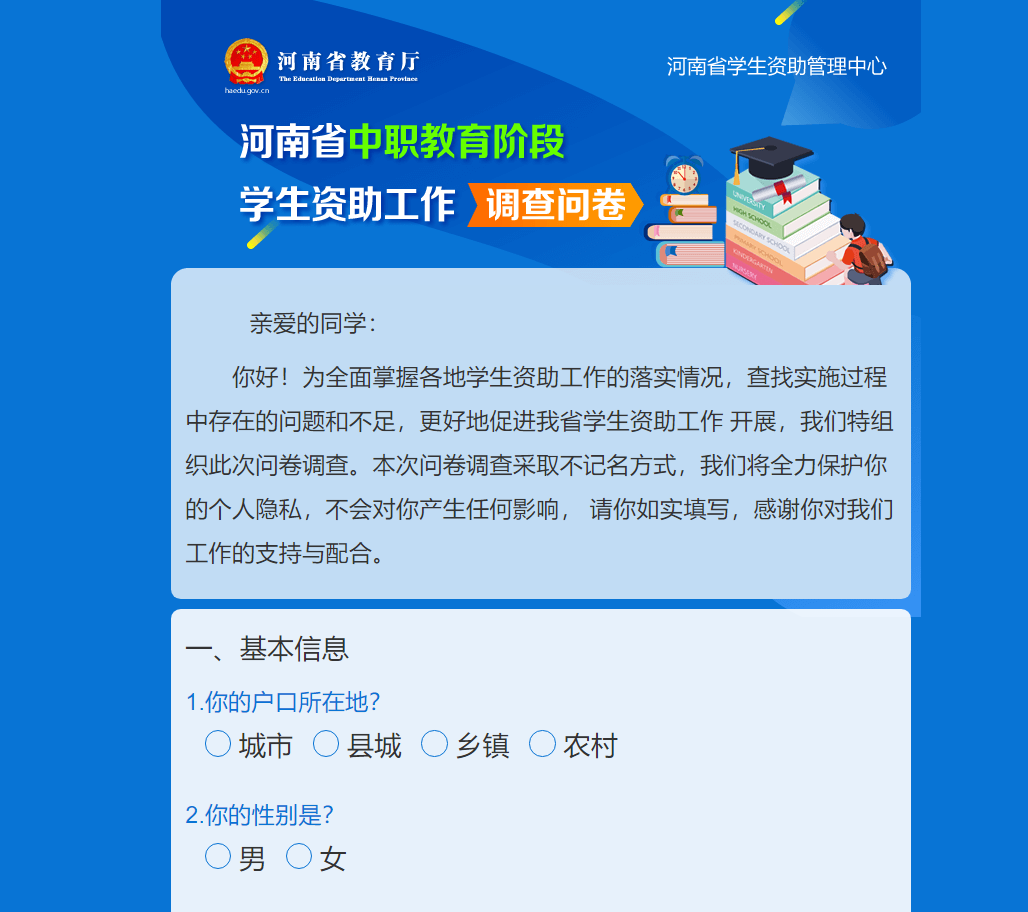 河南省教育厅
The Education Department Henan Province
haedu.gov.cn
河南省学生资助管理中心
河南省中职教育阶段
学生资助工作 调查问卷
UNIVERSITY
HIGH SCHOOL
SECONDARY SCHOOL
PRIMARY SCHOOL
KINDERGARTEN
NURSERY
亲爱的同学：
你好！为全面掌握各地学生资助工作的落实情况，查找实施过程
中存在的问题和不足，更好地促进我省学生资助工作 开展，我们特组
织此次问卷调查。本次问卷调查采取不记名方式，我们将全力保护你
的个人隐私，不会对你产生任何影响， 请你如实填写，感谢你对我们
工作的支持与配合。
一、基本信息
1.你的户口所在地？
城市 县城 乡镇 农村
2.你的性别是？
男 女